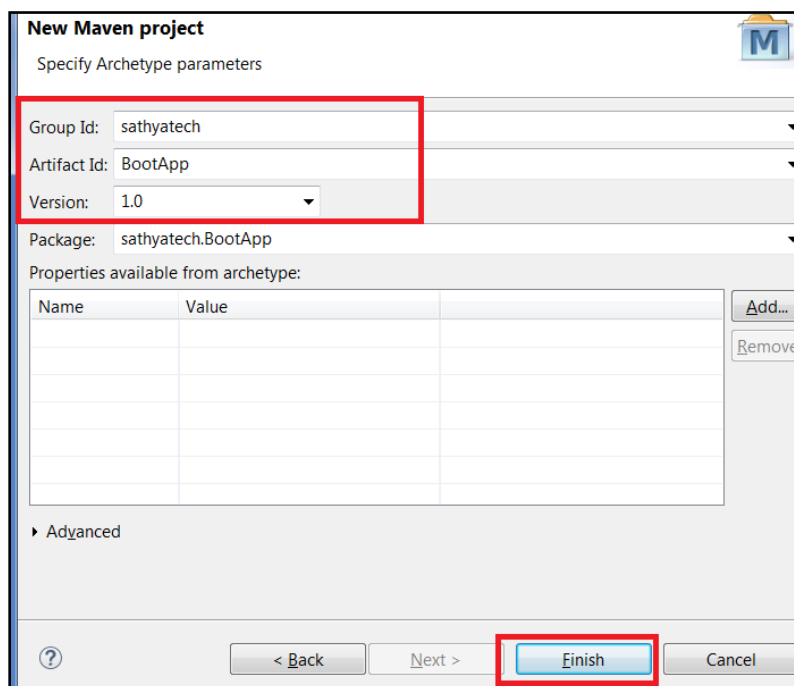 New Maven project
M
Specify Archetype parameters
Group Id: sathyatech
Artifact Id: BootApp
Version: 1.0
Package: sathyatech.BootApp
Properties available from archetype:
Name Value
Add...
Remove
Advanced
?
< Back Next > Finish Cancel